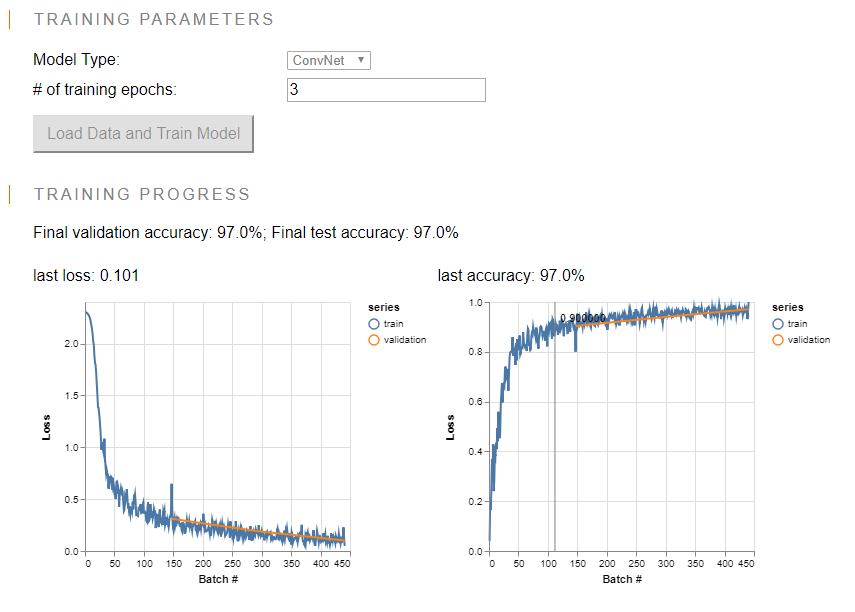 TRAINING PARAMETERS
Model Type:
ConvNet
# of training epochs:
3
Load Data and Train Model
TRAINING PROGRESS
Final validation accuracy: 97.0%; Final test accuracy: 97.0%
last loss: 0.101
series
train
validation
2.0
1.5
1.0
0.5
0.0
Loss
0 50 100 150 200 250 300 350 400 450
Batch #
last accuracy: 97.0%
series
train
validation
1.0
0.8
0.6
0.4
0.2
0.0
Loss
0.900000
0 50 100 150 200 250 300 350 400 450
Batch #